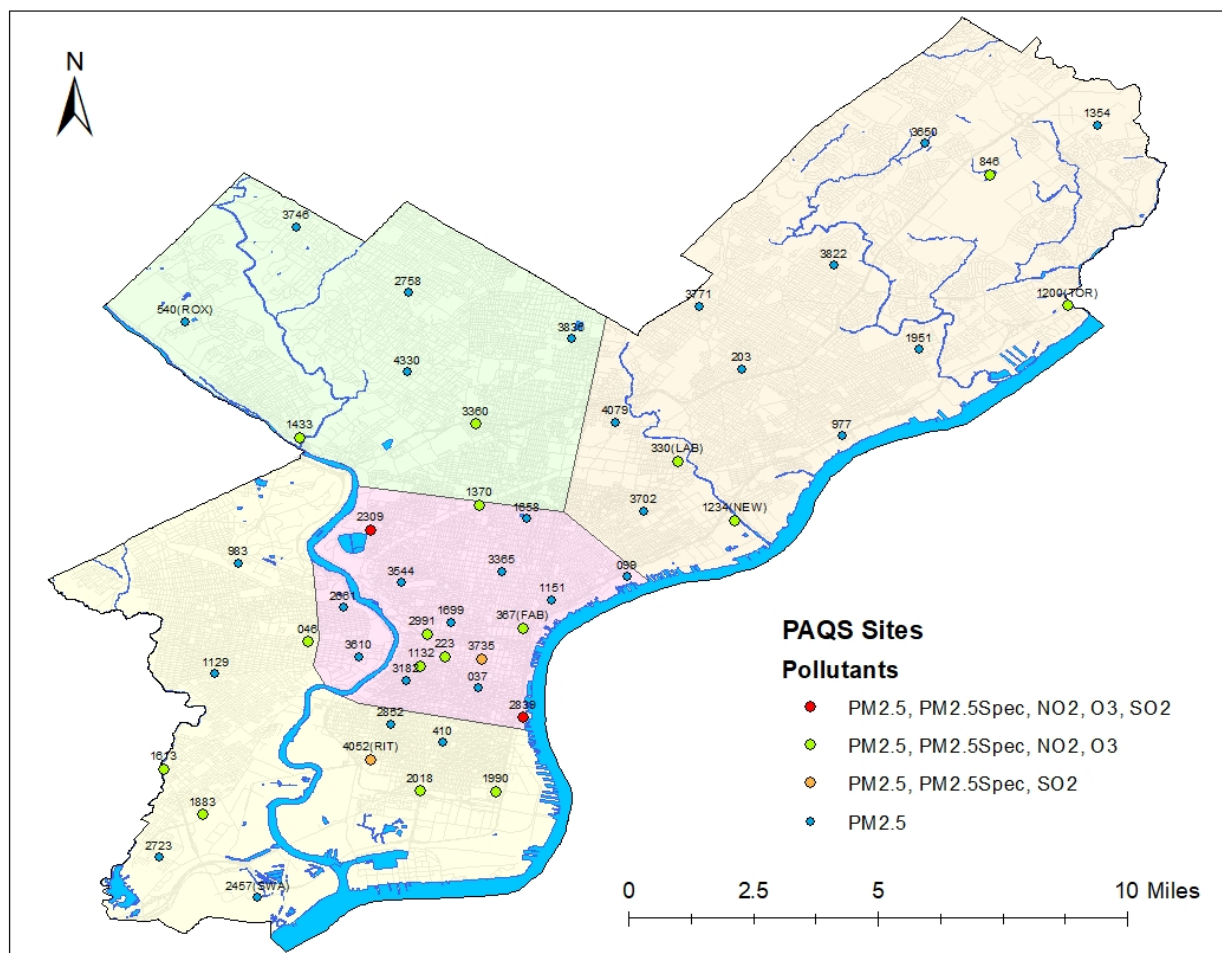 N
1354
3650
846
3746
3822
2758
1200(TOR)
3771
540(ROX)
3836
1951
203
4330
4079
3360
977
1433
330(LAB)
3702
1370
1234(NEW)
1658
2309
983
3365
099
3544
1151
2661
1699
367(FAB)
2991
046
3610
223
3735
1132
1129
3182
037
2839
2852
410
4052(RIT)
1613
2018
1990
1883
2723
2457(SWA)
PAQS Sites
Pollutants
PM2.5, PM2.5Spec, NO2, O3, SO2
PM2.5, PM2.5Spec, NO2, O3
PM2.5, PM2.5Spec, SO2
PM2.5
0 2.5 5 10 Miles